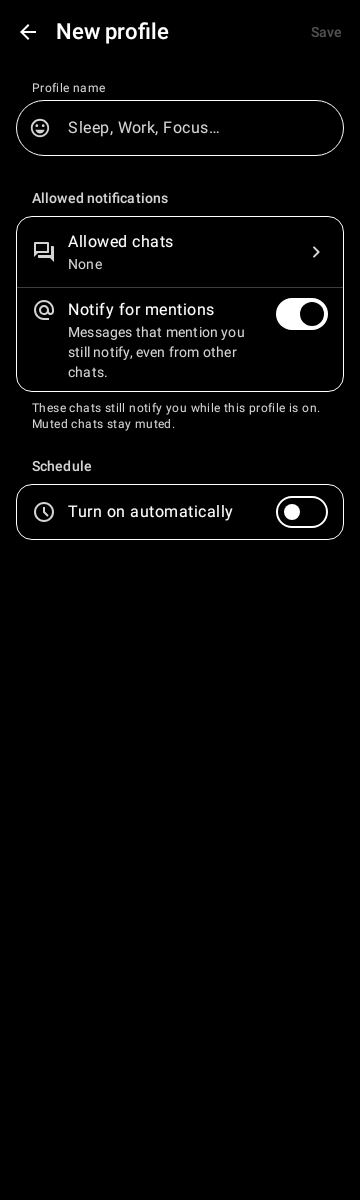 New profile
Save
Profile name
Sleep, Work, Focus…
Allowed notifications
Allowed chats
None
Notify for mentions
Messages that mention you
still notify, even from other
chats.
These chats still notify you while this profile is on.
Muted chats stay muted.
Schedule
Turn on automatically